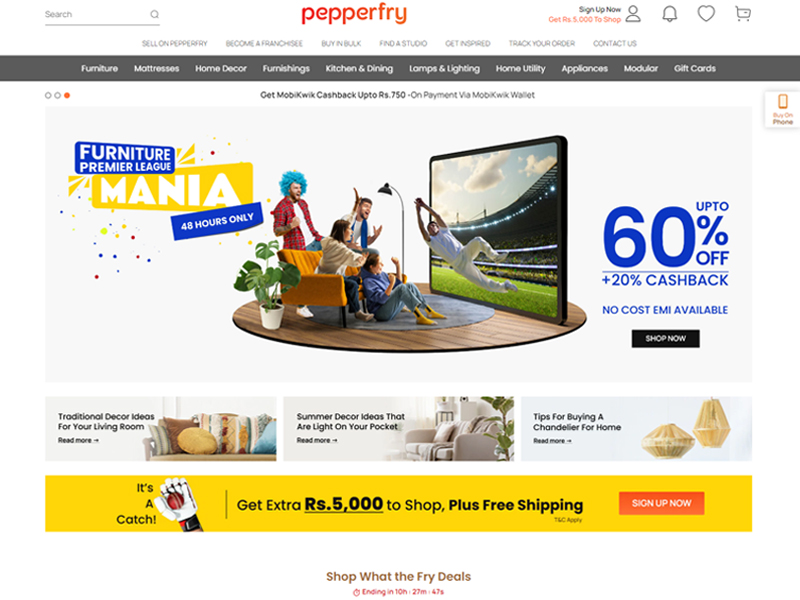 Search
pepperfry
Sign Up Now
Get Rs.5,000 To Shop
SELL ON PEPPERFRY BECOME A FRANCHISEE BUY IN BULK FIND A STUDIO GET INSPIRED TRACK YOUR ORDER CONTACT US
Furniture Mattresses Home Decor Furnishings Kitchen & Dining Lamps & Lighting Home Utility Appliances Modular Gift Cards
Get MobiKwik Cashback Upto Rs.750 -On Payment Via MobiKwik Wallet
Buy On
Phone
FURNITURE
PREMIER LEAGUE
MANIA
48 HOURS ONLY
UPTO
60%
OFF
+20% CASHBACK
NO COST EMI AVAILABLE
SHOP NOW
Traditional Decor Ideas
For Your Living Room
Read more →
Summer Decor Ideas That
Are Light On Your Pocket
Read more →
Tips For Buying A
Chandelier For Home
Read more →
It's
A
Catch!
Get Extra Rs.5,000 to Shop, Plus Free Shipping
T&C Apply
SIGN UP NOW
Shop What the Fry Deals
Ending in 10h : 27m : 47s